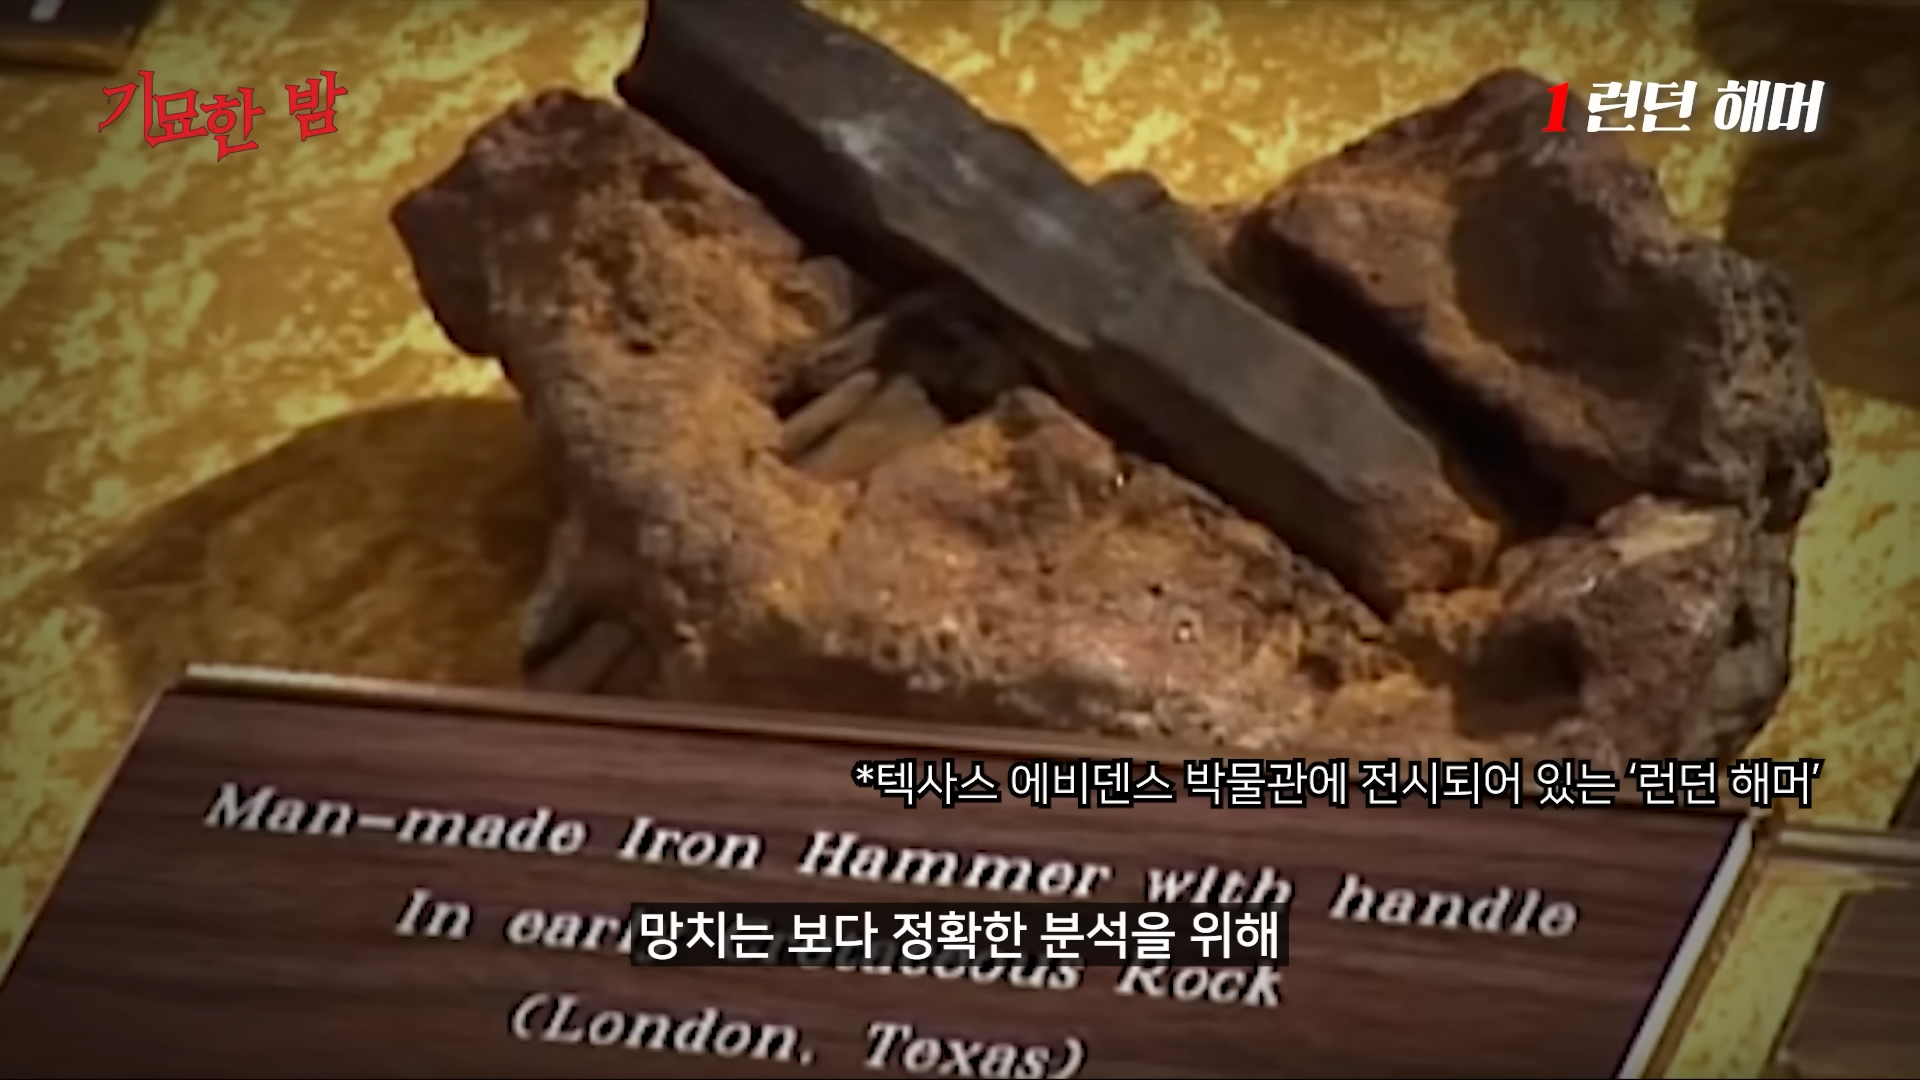 기묘한 밤
1 런던 해머
*텍사스 에비덴스 박물관에 전시되어 있는 ‘런던 해머’
Man-made Iron Hammer with handle
In Rock
(London, Texas)
망치는 보다 정확한 분석을 위해